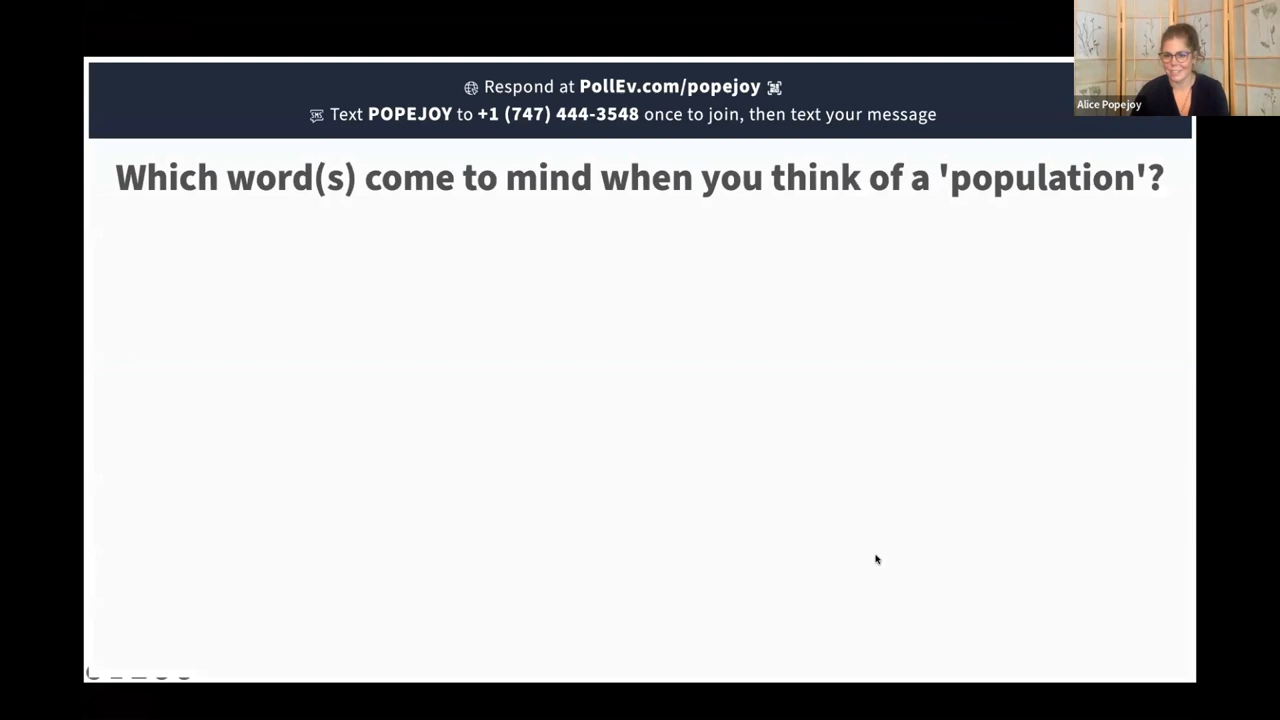 Respond at PollEv.com/popejoy
Text POPEJOY to +1 (747) 444-3548 once to join, then text your message
Alice Popejoy
Which word(s) come to mind when you think of a 'population'?